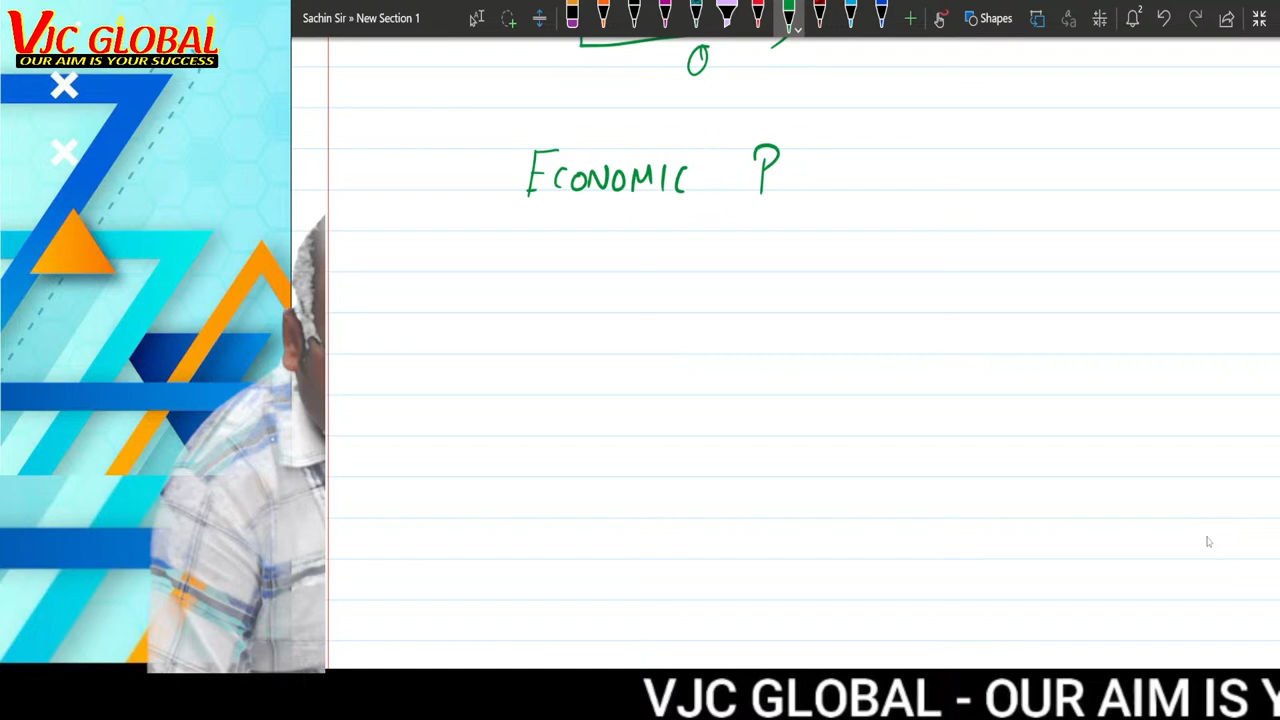 VJC GLOBAL
OUR AIM IS YOUR SUCCESS
Sachin Sir » New Section 1
Shapes
2
ECONOMIC P
VJC GLOBAL - OUR AIM IS Y